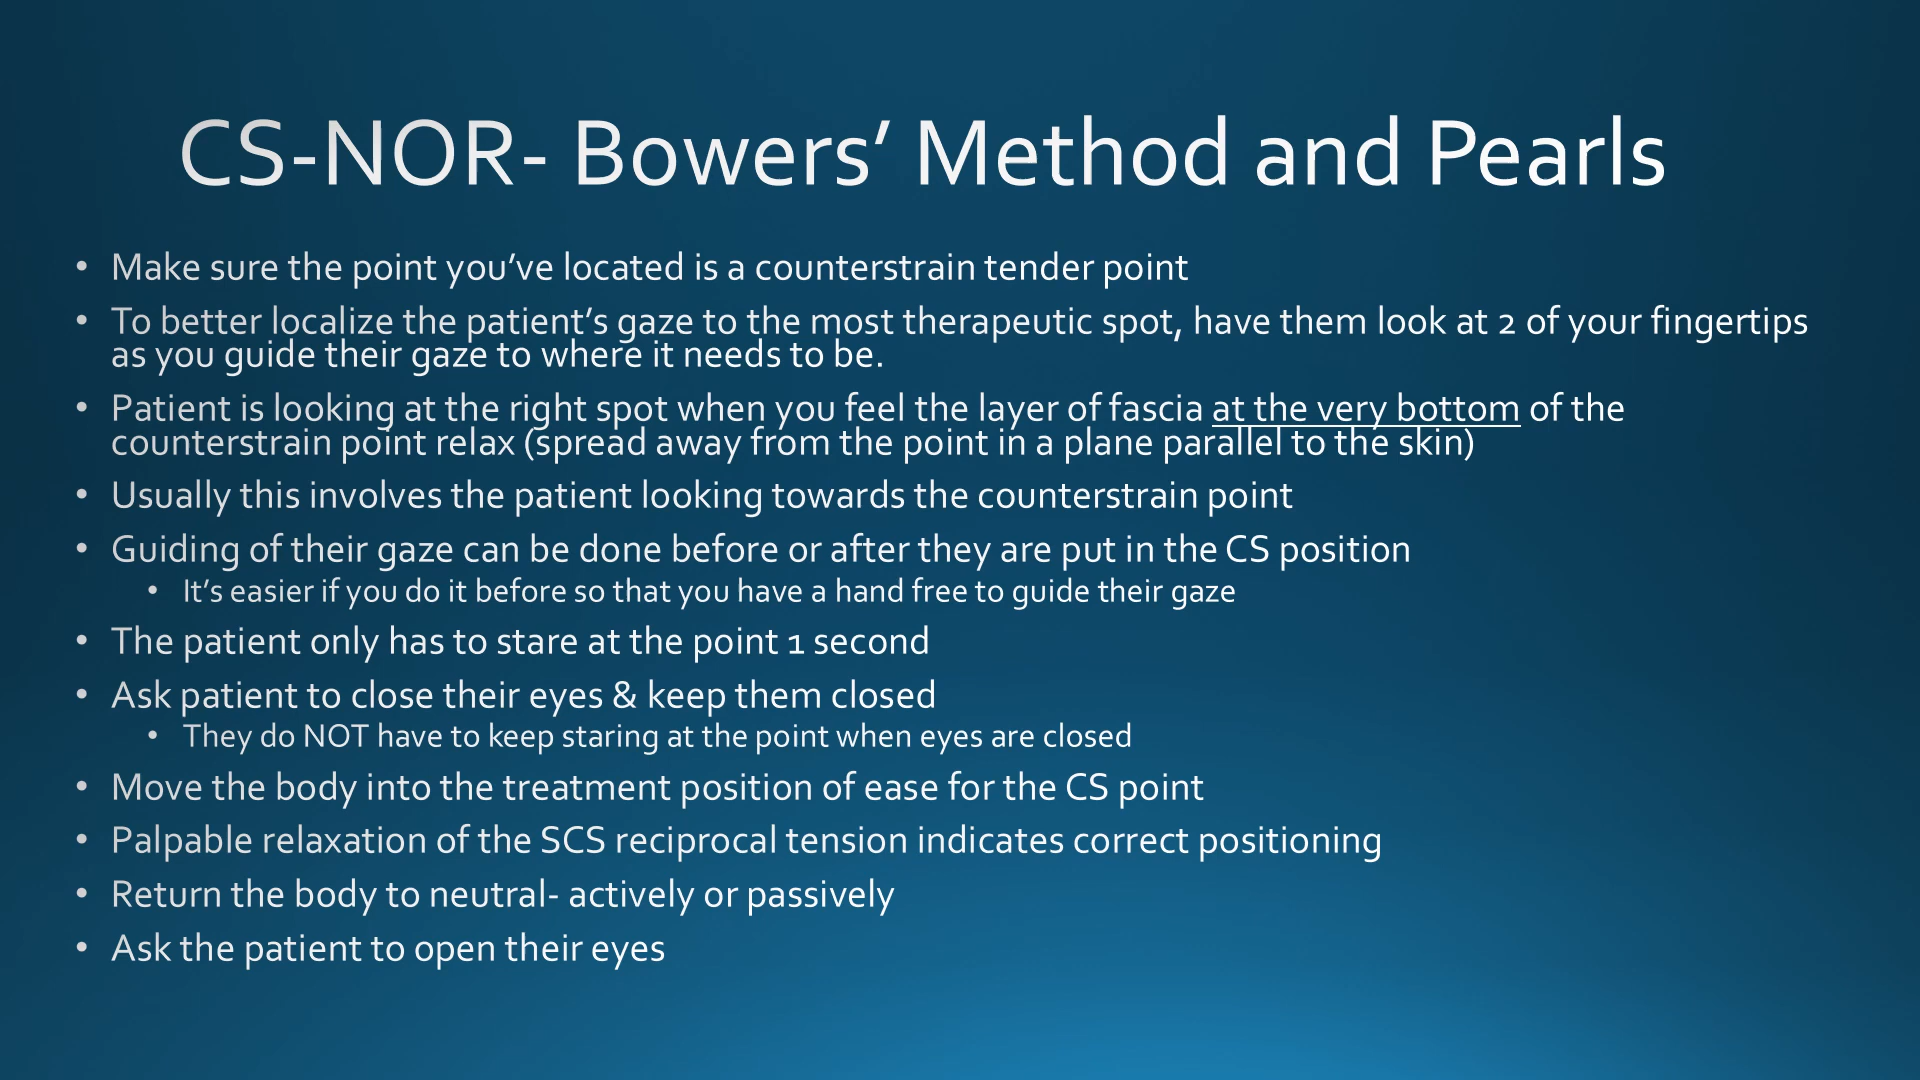 CS-NOR- Bowers’ Method and Pearls
• Make sure the point you’ve located is a counterstrain tender point
• To better localize the patient’s gaze to the most therapeutic spot, have them look at 2 of your fingertips
as you guide their gaze to where it needs to be.
• Patient is looking at the right spot when you feel the layer of fascia at the very bottom of the
counterstrain point relax (spread away from the point in a plane parallel to the skin)
• Usually this involves the patient looking towards the counterstrain point
• Guiding of their gaze can be done before or after they are put in the CS position
• It’s easier if you do it before so that you have a hand free to guide their gaze
• The patient only has to stare at the point 1 second
• Ask patient to close their eyes & keep them closed
• They do NOT have to keep staring at the point when eyes are closed
• Move the body into the treatment position of ease for the CS point
• Palpable relaxation of the SCS reciprocal tension indicates correct positioning
• Return the body to neutral- actively or passively
• Ask the patient to open their eyes